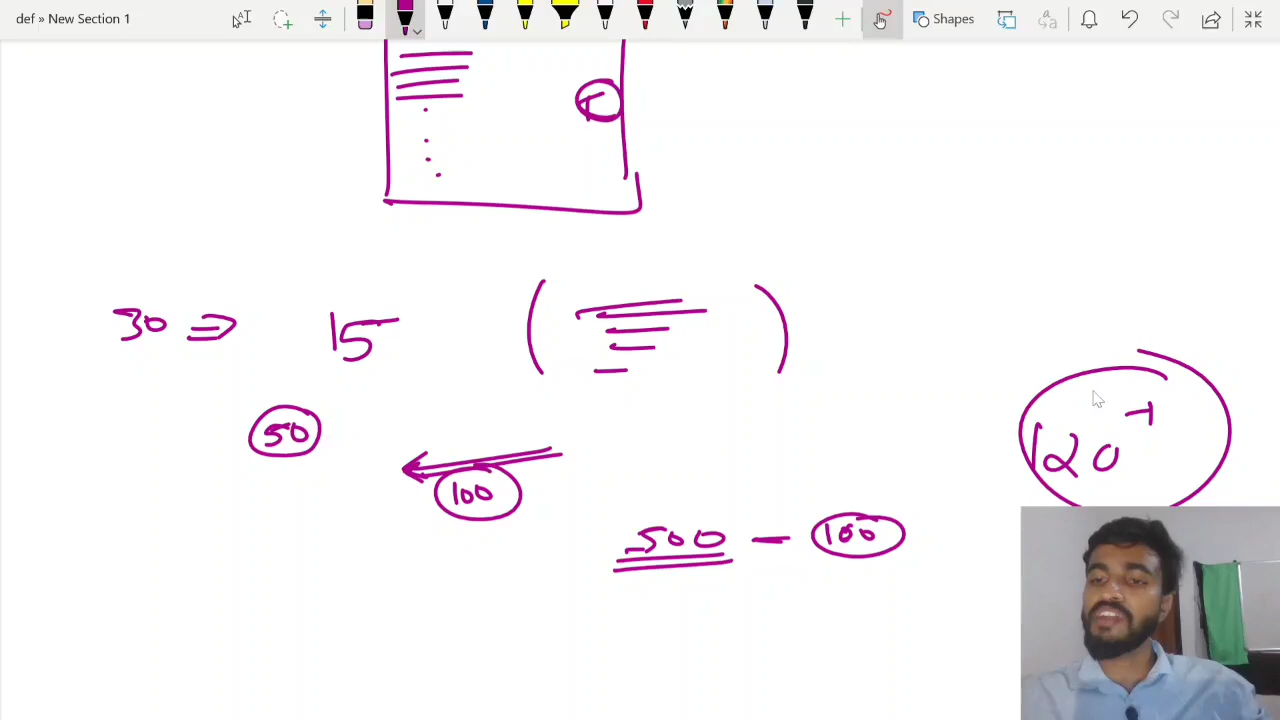 def » New Section 1
Shapes
T
30 ⇒ 15
50
100
120
500 - 100